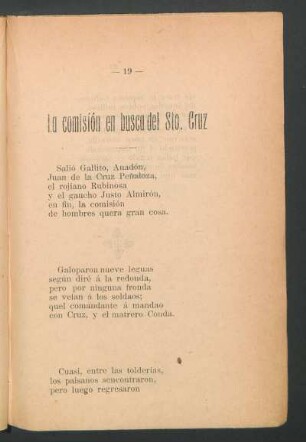 — 19 —
La comisión en busca del Sto. Cruz
Salió Gallito, Anadón,
Juan de la Cruz Peñaloza,
el rojiano Rubinosa
y el gaucho Justo Almirón,
en fin, la comisión
de hombres quera gran cosa.
Galoparon nueve leguas
según diré á la redonda,
pero por ninguna fronda
se veían á los soldaos;
quel comandante á mandao
con Cruz, y el matrero Conda.
Cuasi, entre las tolderías,
los paisanos sencontraron,
pero luego regresaron